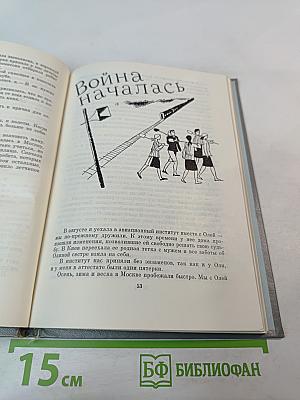 Война
началась
В августе я уехала в авиационный институт вместе с Олей —
мы по-прежнему дружили. К этому времени у нее дома про-
изошли изменения, позволившие ей свободно решать свою судь-
бу. В Киев переехала ее родная тетка с мужем и все заботы об
Олиной сестре взяла на себя.
В институт нас приняли без экзаменов, так как и у Оли,
и у меня в аттестате были одни пятерки.
Осень, зима и весна в Москве пробежали быстро. Мы с Олей
53
15 см
БФ БИБЛИОФАН